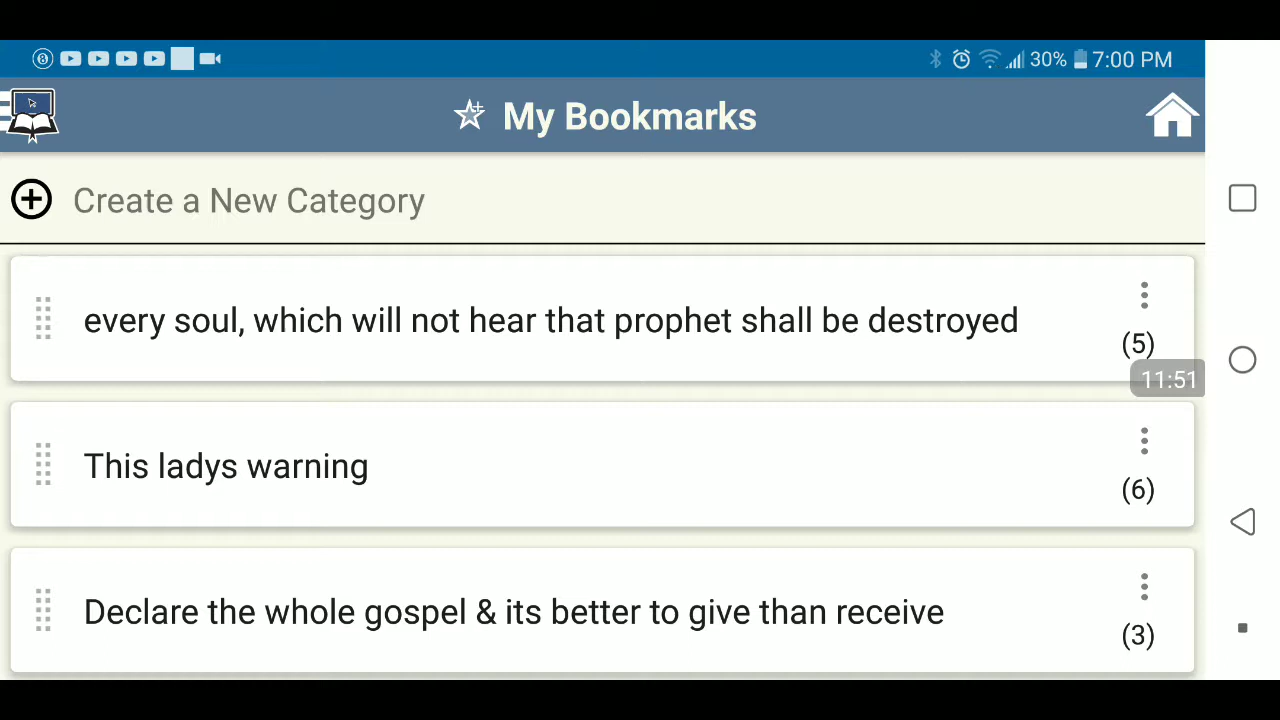 30% 7:00 PM
My Bookmarks
Create a New Category
every soul, which will not hear that prophet shall be destroyed
(5)
11:51
This ladys warning
(6)
Declare the whole gospel & its better to give than receive
(3)